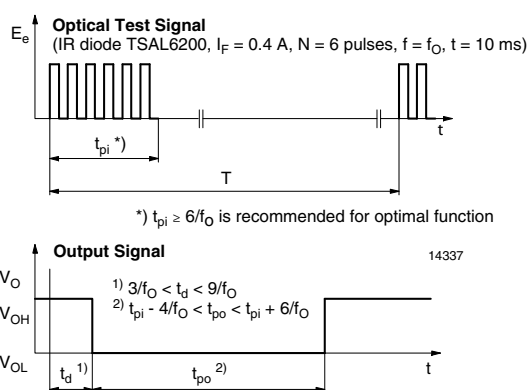 Optical Test Signal
E_e
(IR diode TSAL6200, I_F = 0.4 A, N = 6 pulses, f = f_O, t = 10 ms)
t
t_pi *)
T
*) t_pi ≥ 6/f_O is recommended for optimal function
Output Signal
14337
V_O
1) 3/f_O < t_d < 9/f_O
V_OH
2) t_pi - 4/f_O < t_po < t_pi + 6/f_O
V_OL
t_d 1)
t_po 2)
t